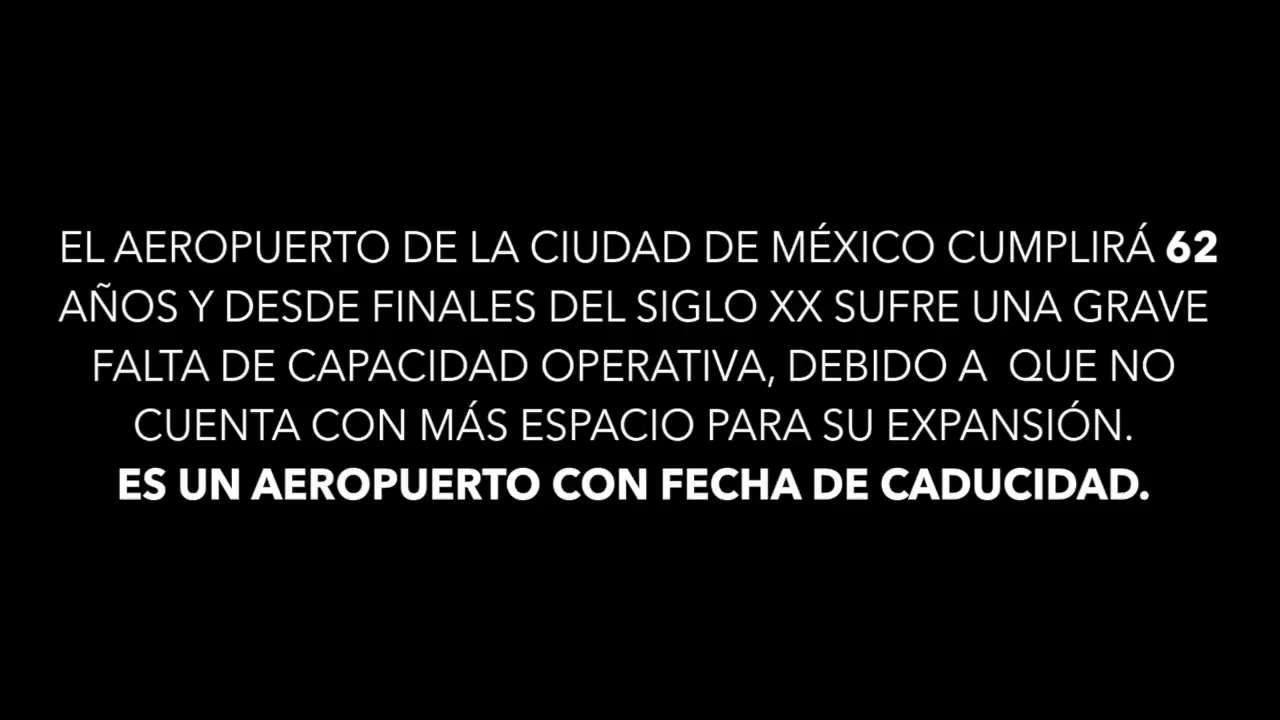 EL AEROPUERTO DE LA CIUDAD DE MÉXICO CUMPLIRÁ 62
AÑOS Y DESDE FINALES DEL SIGLO XX SUFRE UNA GRAVE
FALTA DE CAPACIDAD OPERATIVA, DEBIDO A  QUE NO
CUENTA CON MÁS ESPACIO PARA SU EXPANSIÓN.
ES UN AEROPUERTO CON FECHA DE CADUCIDAD.